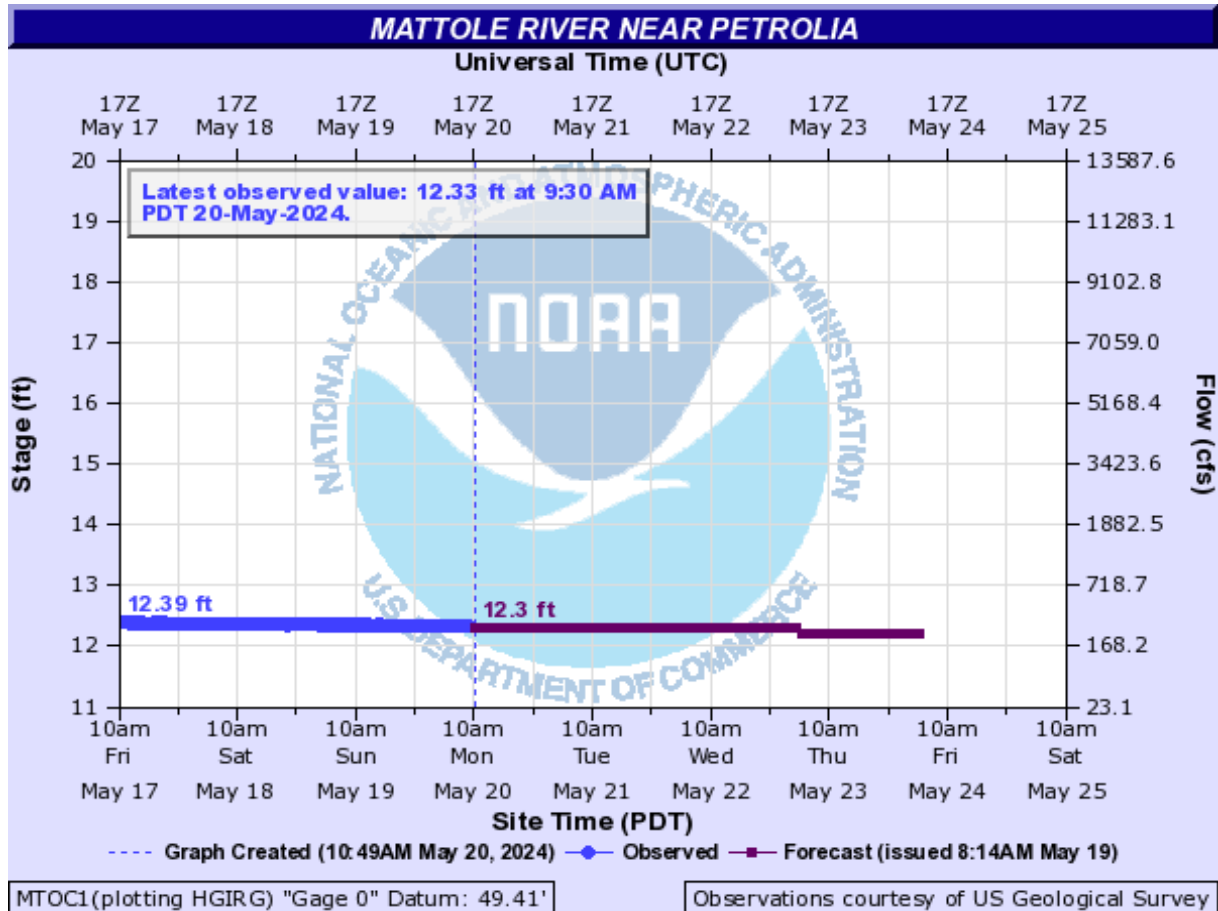 MATTOLE RIVER NEAR PETROLIA
Universal Time (UTC)
17Z 17Z 17Z 17Z 17Z 17Z 17Z 17Z 17Z
May 17 May 18 May 19 May 20 May 21 May 22 May 23 May 24 May 25
Latest observed value: 12.33 ft at 9:30 AM
PDT 20-May-2024.
20 13587.6
19 11283.1
18 9102.8
17 7059.0
16 5168.4
15 3423.6
14 1882.5
13 718.7
12 168.2
11 23.1
Stage (ft)
Flow (cfs)
NATIONAL OCEANIC AND ATMOSPHERIC ADMINISTRATION
NOAA
U.S. DEPARTMENT OF COMMERCE
12.39 ft
12.3 ft
10am 10am 10am 10am 10am 10am 10am 10am 10am
Fri Sat Sun Mon Tue Wed Thu Fri Sat
May 17 May 18 May 19 May 20 May 21 May 22 May 23 May 24 May 25
Site Time (PDT)
Graph Created (10:49AM May 20, 2024) Observed Forecast (issued 8:14AM May 19)
MTOC1(plotting HGIRG) "Gage 0" Datum: 49.41'
Observations courtesy of US Geological Survey